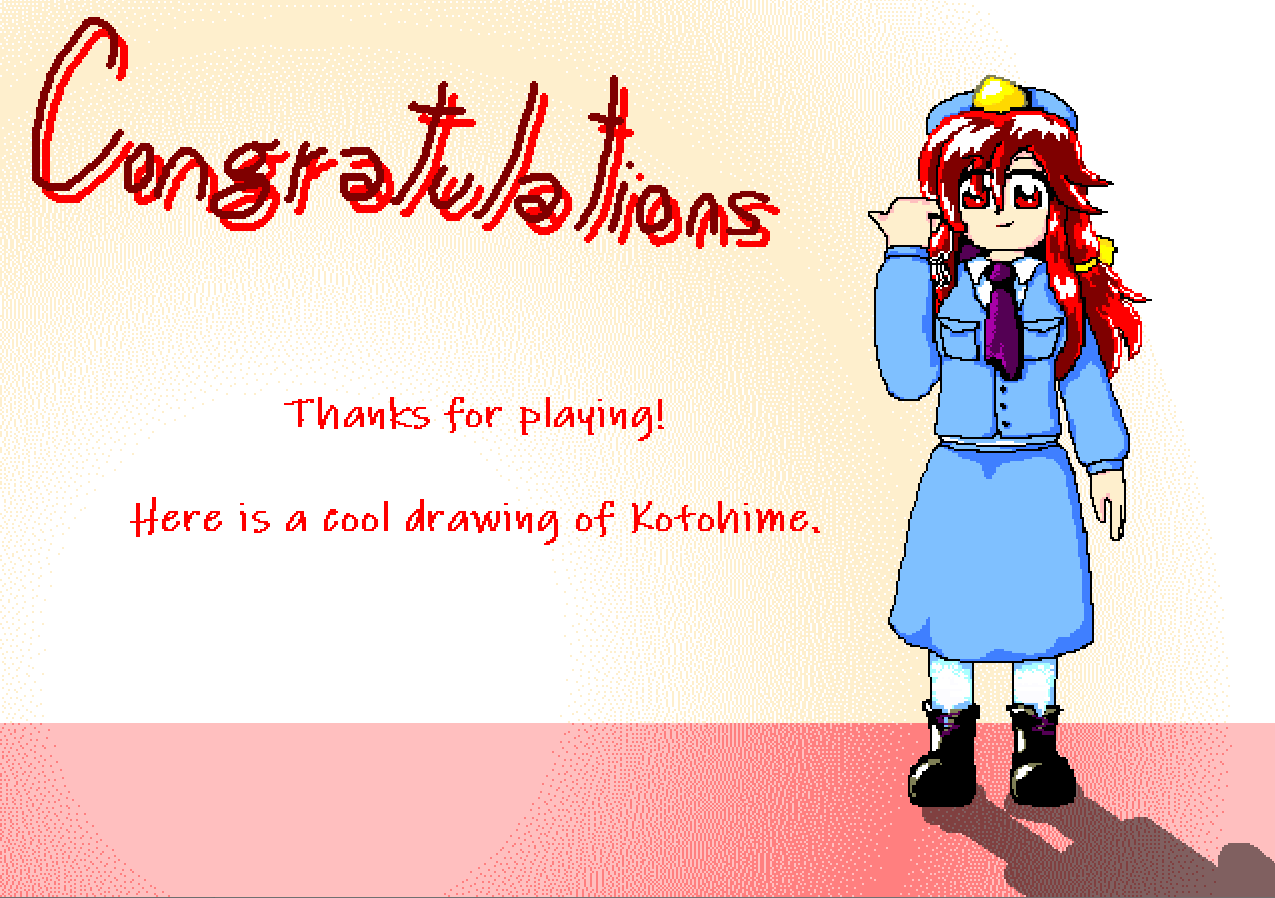 Congratulations
Thanks for playing!
Here is a cool drawing of Kotohime.